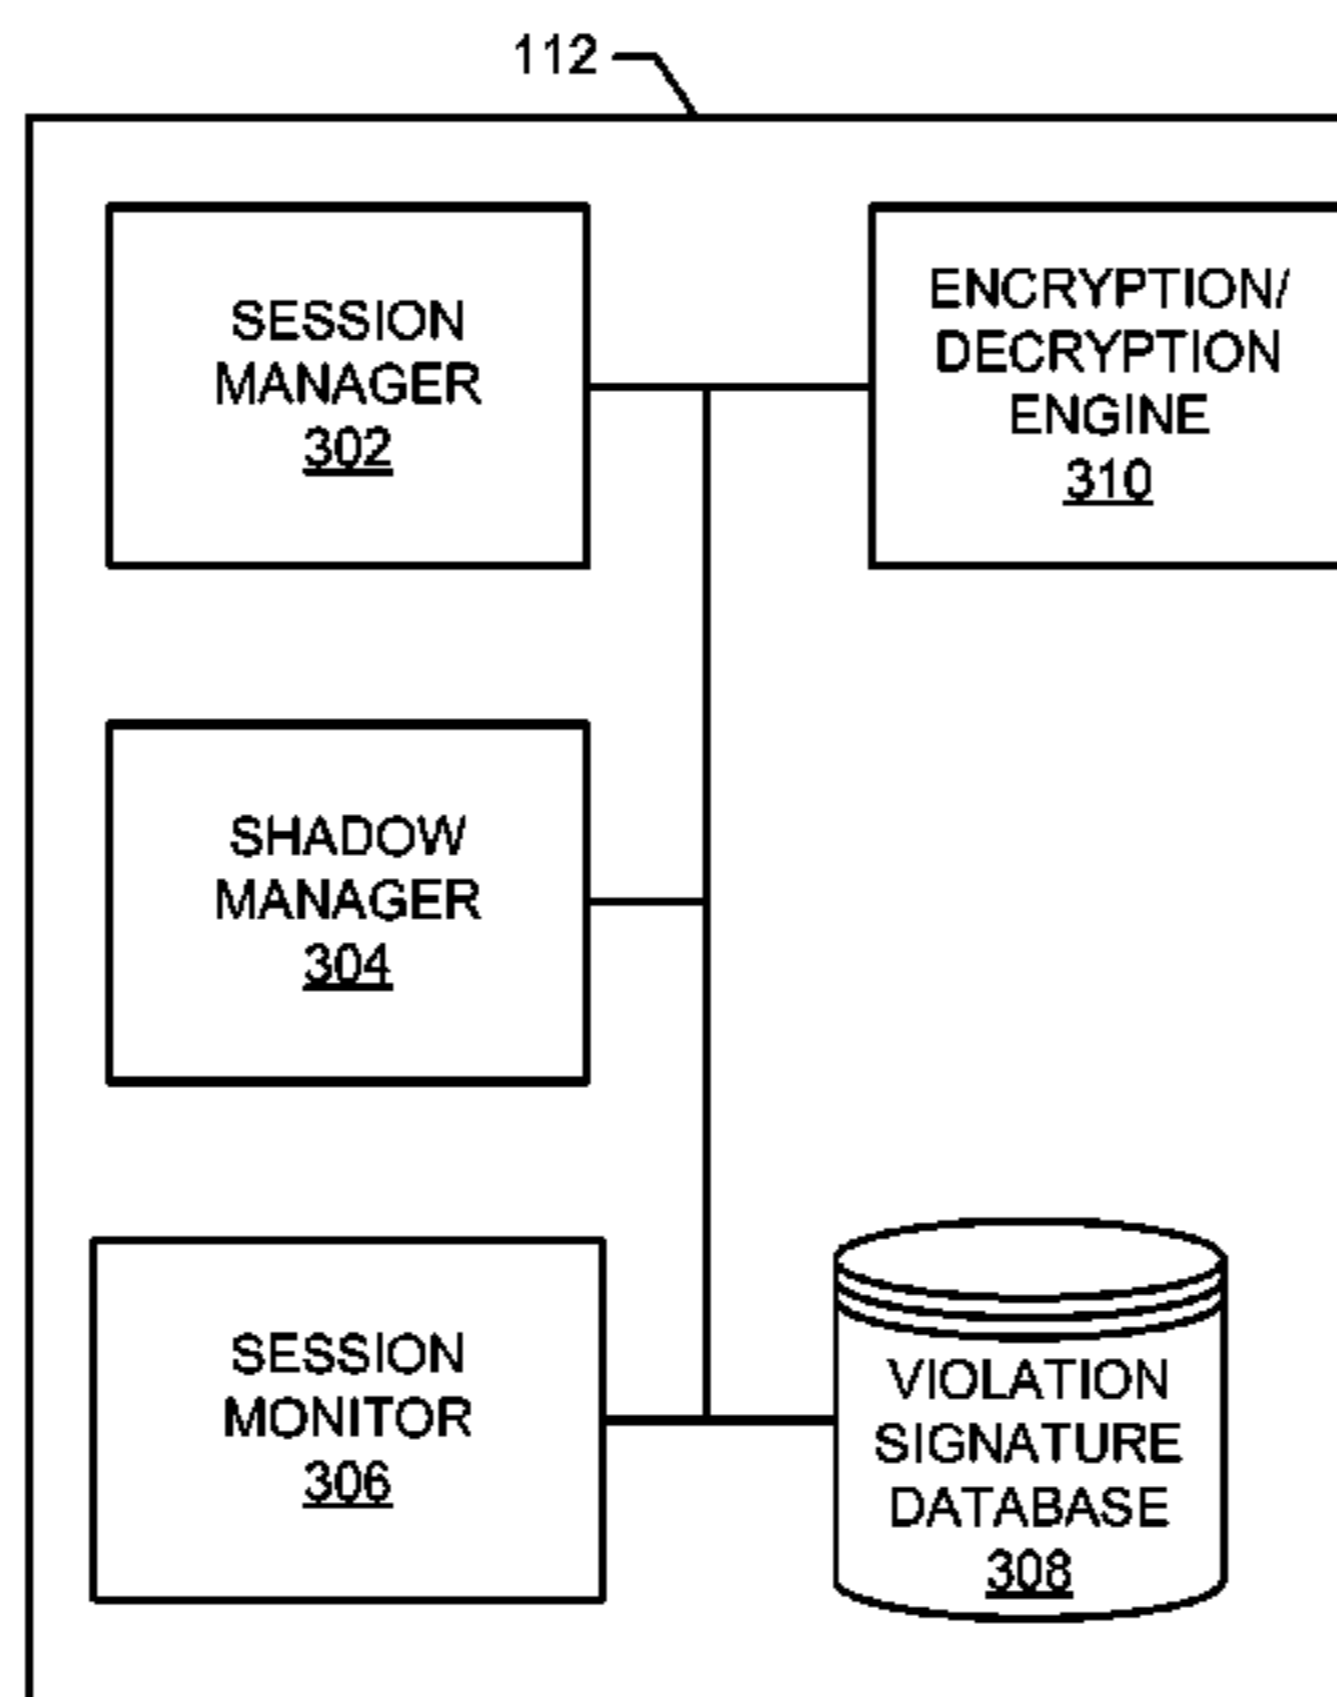 112
SESSION
MANAGER
302
ENCRYPTION/
DECRYPTION
ENGINE
310
SHADOW
MANAGER
304
SESSION
MONITOR
306
VIOLATION
SIGNATURE
DATABASE
308